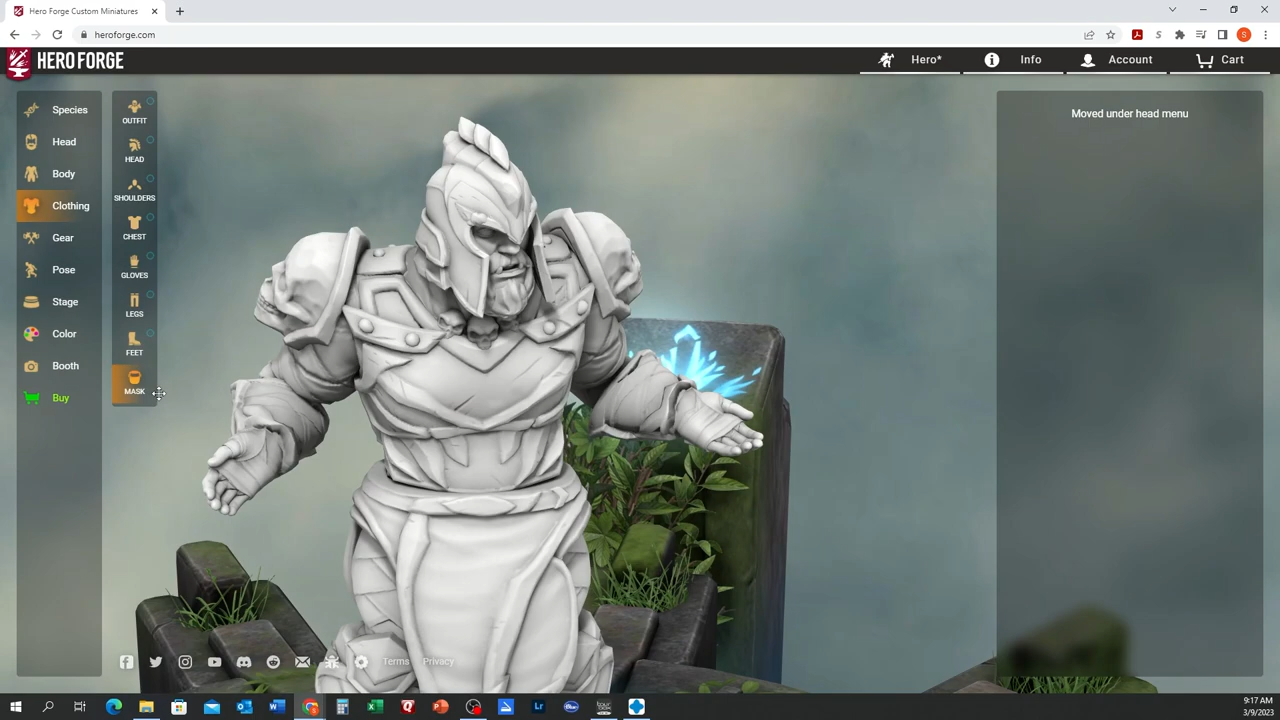 Hero Forge Custom Miniatures
heroforge.com
S
HERO FORGE
Hero*
Info
Account
Cart
Species
Head
Body
Clothing
Gear
Pose
Stage
Color
Booth
Buy
OUTFIT
HEAD
SHOULDERS
CHEST
GLOVES
LEGS
FEET
MASK
Moved under head menu
Terms
Privacy
9:17 AM
3/9/2023